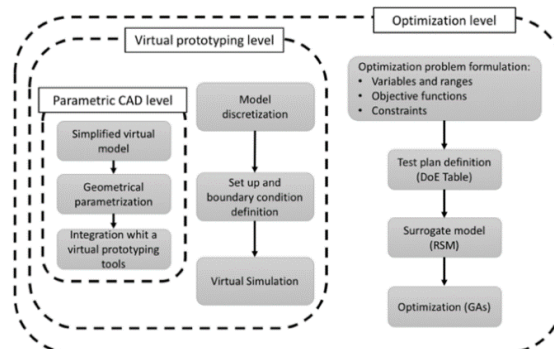 Optimization level
Virtual prototyping level
Parametric CAD level
Simplified virtual
model
Geometrical
parametrization
Integration whit a
virtual prototyping
tools
Model
discretization
Set up and
boundary condition
definition
Virtual Simulation
Optimization problem formulation:
• Variables and ranges
• Objective functions
• Constraints
Test plan definition
(DoE Table)
Surrogate model
(RSM)
Optimization (GAs)